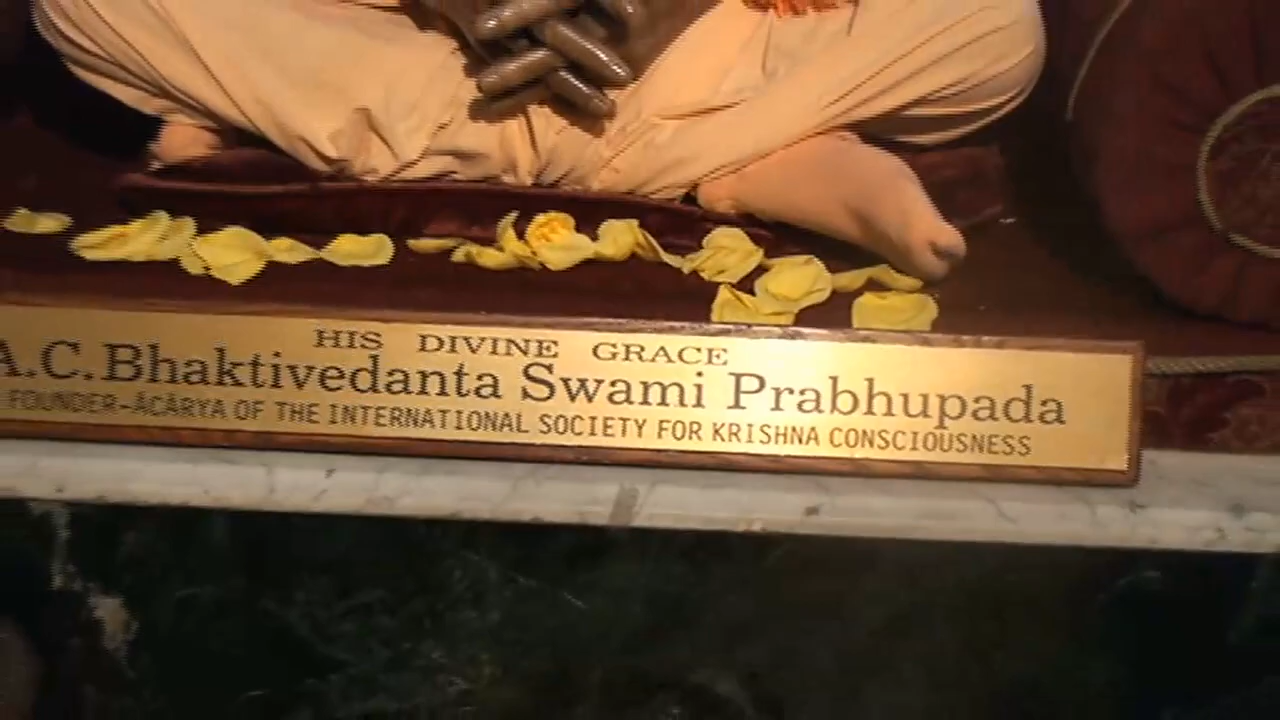 HIS DIVINE GRACE
A.C.Bhaktivedanta Swami Prabhupada
FOUNDER-ĀCĀRYA OF THE INTERNATIONAL SOCIETY FOR KRISHNA CONSCIOUSNESS